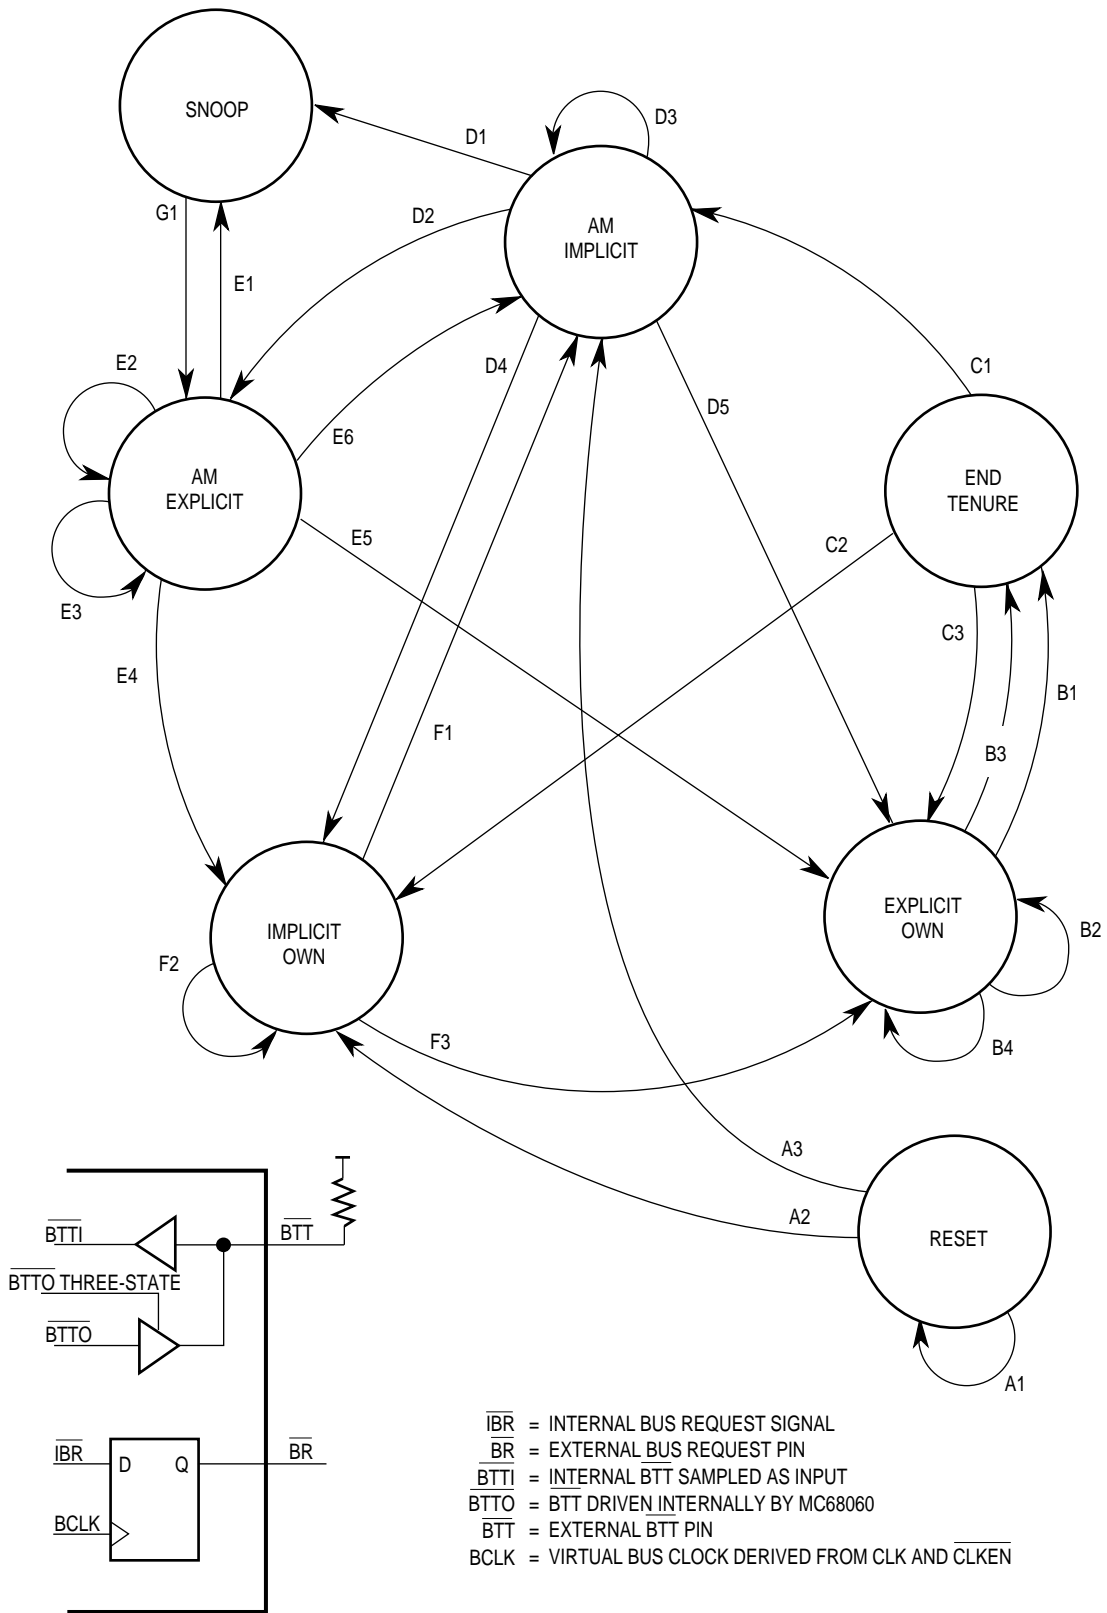 SNOOP
D3
D1
G1
D2
AM
IMPLICIT
E1
E2
D4
C1
D5
E6
AM
EXPLICIT
END
TENURE
E5
C2
E3
C3
E4
B1
F1
B3
EXPLICIT
OWN
IMPLICIT
OWN
B2
F2
F3
B4
A3
A2
RESET
BTTI
BTT
BTTO THREE-STATE
BTTO
A1
IBR
D Q
BR
BCLK
IBR = INTERNAL BUS REQUEST SIGNAL
BR = EXTERNAL BUS REQUEST PIN
BTTI = INTERNAL BTT SAMPLED AS INPUT
BTTO = BTT DRIVEN INTERNALLY BY MC68060
BTT = EXTERNAL BTT PIN
BCLK = VIRTUAL BUS CLOCK DERIVED FROM CLK AND CLKEN